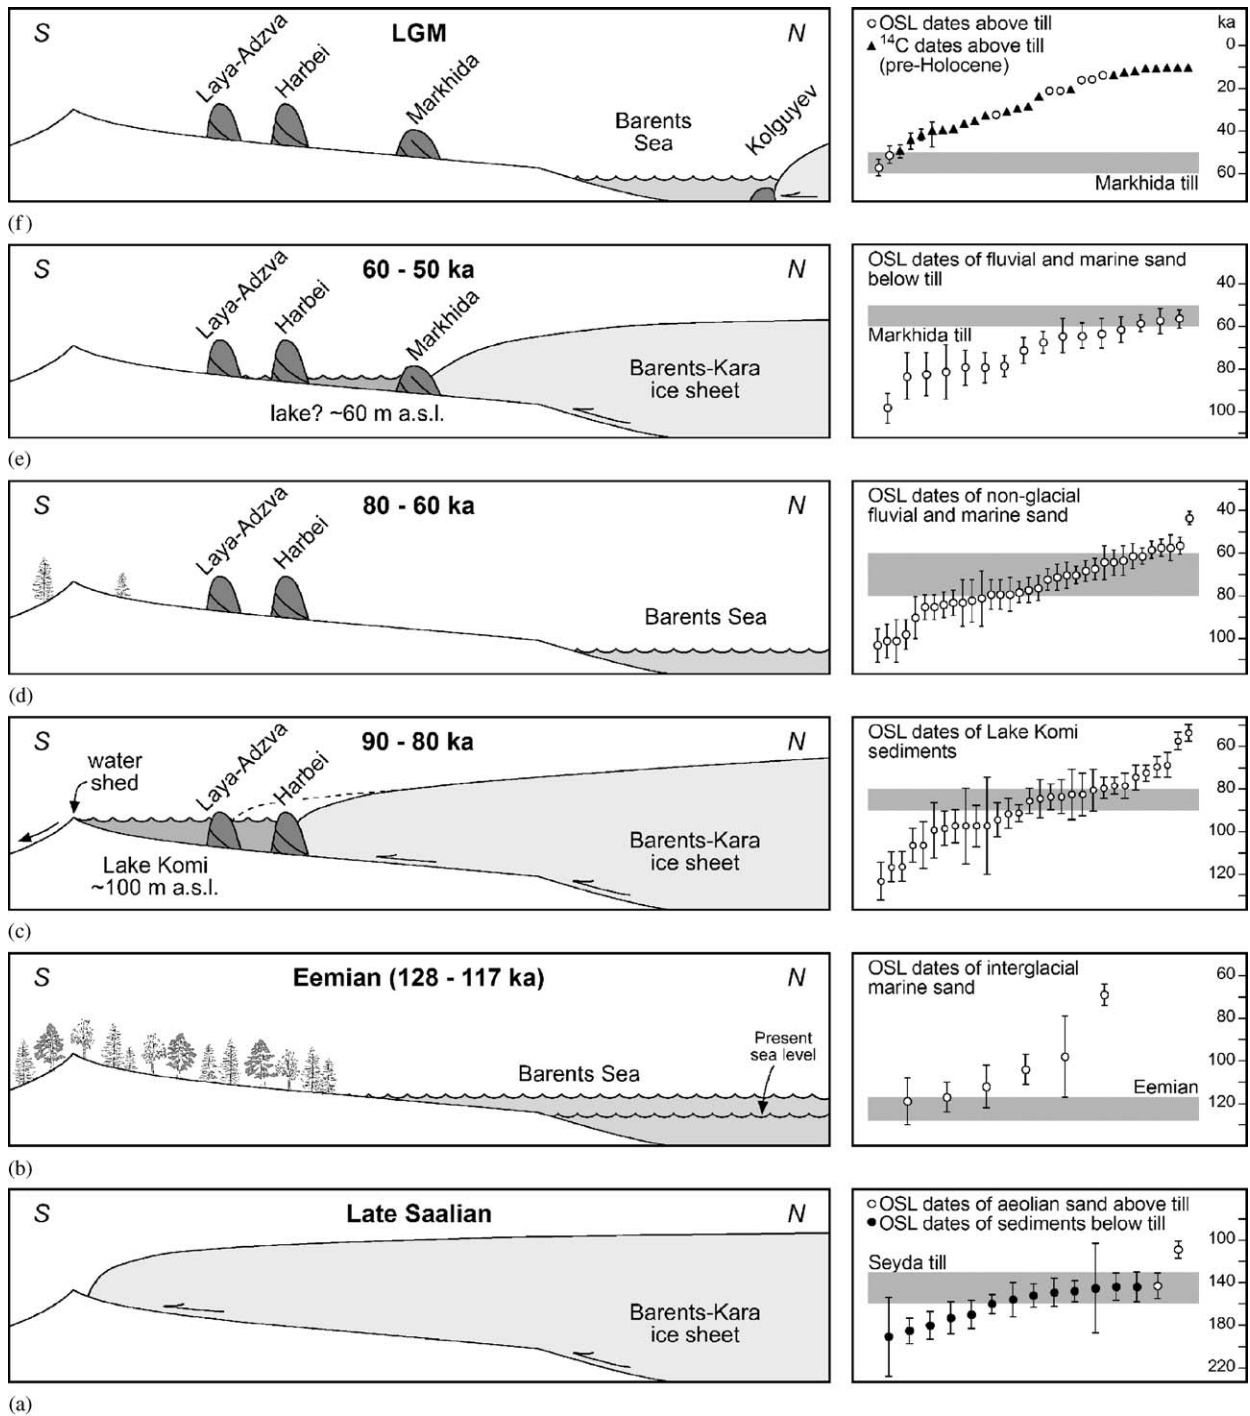 S
LGM
N
Laya-Adzva
Harbei
Markhida
Barents
Sea
Kolguyev
OSL dates above till
14C dates above till
(pre-Holocene)
ka
0
20
40
60
Markhida till
(f)
S
60 - 50 ka
N
Laya-Adzva
Harbei
Markhida
Barents-Kara
ice sheet
lake? ~60 m a.s.l.
OSL dates of fluvial and marine sand
below till
Markhida till
40
60
80
100
(e)
S
80 - 60 ka
N
Laya-Adzva
Harbei
Barents Sea
OSL dates of non-glacial
fluvial and marine sand
40
60
80
100
(d)
S
90 - 80 ka
N
water
shed
Laya-Adzva
Harbei
Lake Komi
~100 m a.s.l.
Barents-Kara
ice sheet
OSL dates of Lake Komi
sediments
60
80
100
120
(c)
S
Eemian (128 - 117 ka)
N
Present
sea level
Barents Sea
OSL dates of interglacial
marine sand
Eemian
60
80
100
120
(b)
S
Late Saalian
N
Barents-Kara
ice sheet
OSL dates of aeolian sand above till
OSL dates of sediments below till
Seyda till
100
140
180
220
(a)